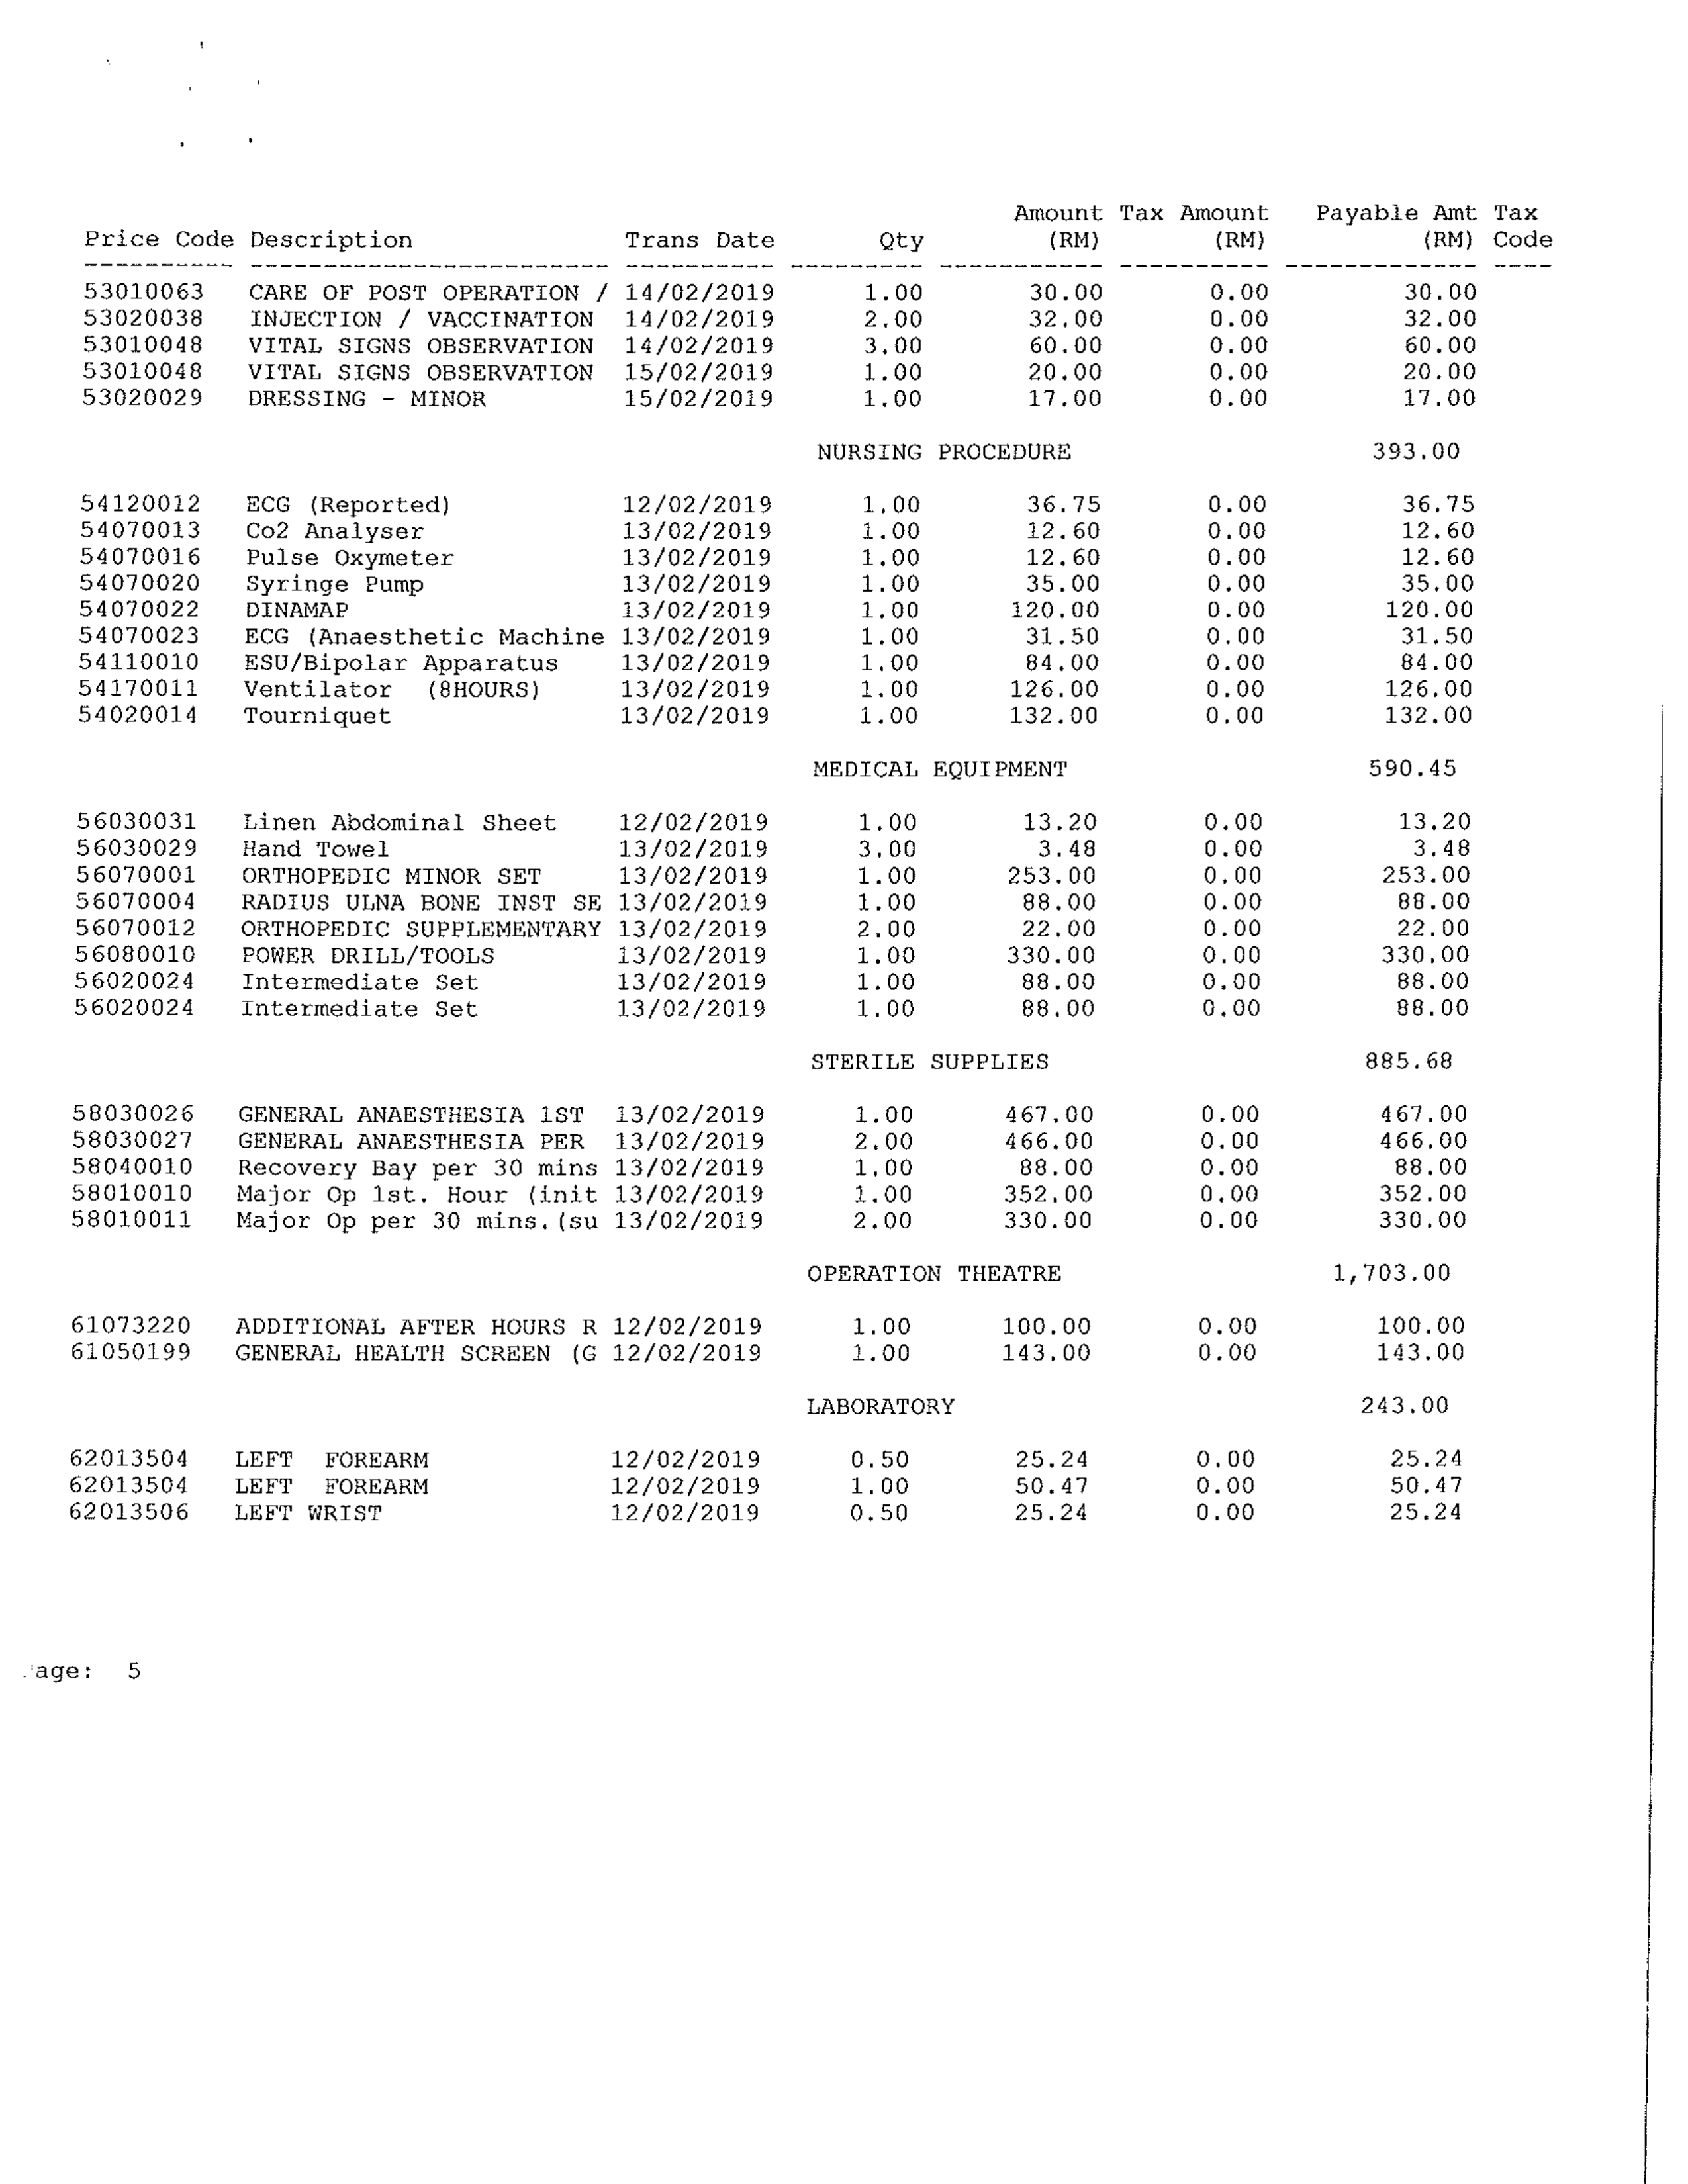 Amount Tax Amount Payable Amt Tax
Price Code Description Trans Date Qty (RM) (RM) (RM) Code
53010063 CARE OF POST OPERATION / 14/02/2019 1.00 30.00 0.00 30.00
53020038 INJECTION / VACCINATION 14/02/2019 2.00 32.00 0.00 32.00
53010048 VITAL SIGNS OBSERVATION 14/02/2019 3.00 60.00 0.00 60.00
53010048 VITAL SIGNS OBSERVATION 15/02/2019 1.00 20.00 0.00 20.00
53020029 DRESSING - MINOR 15/02/2019 1.00 17.00 0.00 17.00
NURSING PROCEDURE 393.00
54120012 ECG (Reported) 12/02/2019 1.00 36.75 0.00 36.75
54070013 Co2 Analyser 13/02/2019 1.00 12.60 0.00 12.60
54070016 Pulse Oxymeter 13/02/2019 1.00 12.60 0.00 12.60
54070020 Syringe Pump 13/02/2019 1.00 35.00 0.00 35.00
54070022 DINAMAP 13/02/2019 1.00 120.00 0.00 120.00
54070023 ECG (Anaesthetic Machine 13/02/2019 1.00 31.50 0.00 31.50
54110010 ESU/Bipolar Apparatus 13/02/2019 1.00 84.00 0.00 84.00
54170011 Ventilator (8HOURS) 13/02/2019 1.00 126.00 0.00 126.00
54020014 Tourniquet 13/02/2019 1.00 132.00 0.00 132.00
MEDICAL EQUIPMENT 590.45
56030031 Linen Abdominal Sheet 12/02/2019 1.00 13.20 0.00 13.20
56030029 Hand Towel 13/02/2019 3.00 3.48 0.00 3.48
56070001 ORTHOPEDIC MINOR SET 13/02/2019 1.00 253.00 0.00 253.00
56070004 RADIUS ULNA BONE INST SE 13/02/2019 1.00 88.00 0.00 88.00
56070012 ORTHOPEDIC SUPPLEMENTARY 13/02/2019 2.00 22.00 0.00 22.00
56080010 POWER DRILL/TOOLS 13/02/2019 1.00 330.00 0.00 330.00
56020024 Intermediate Set 13/02/2019 1.00 88.00 0.00 88.00
56020024 Intermediate Set 13/02/2019 1.00 88.00 0.00 88.00
STERILE SUPPLIES 885.68
58030026 GENERAL ANAESTHESIA 1ST 13/02/2019 1.00 467.00 0.00 467.00
58030027 GENERAL ANAESTHESIA PER 13/02/2019 2.00 466.00 0.00 466.00
58040010 Recovery Bay per 30 mins 13/02/2019 1.00 88.00 0.00 88.00
58010010 Major Op 1st. Hour (init 13/02/2019 1.00 352.00 0.00 352.00
58010011 Major Op per 30 mins.(su 13/02/2019 2.00 330.00 0.00 330.00
OPERATION THEATRE 1,703.00
61073220 ADDITIONAL AFTER HOURS R 12/02/2019 1.00 100.00 0.00 100.00
61050199 GENERAL HEALTH SCREEN (G 12/02/2019 1.00 143.00 0.00 143.00
LABORATORY 243.00
62013504 LEFT FOREARM 12/02/2019 0.50 25.24 0.00 25.24
62013504 LEFT FOREARM 12/02/2019 1.00 50.47 0.00 50.47
62013506 LEFT WRIST 12/02/2019 0.50 25.24 0.00 25.24
age: 5